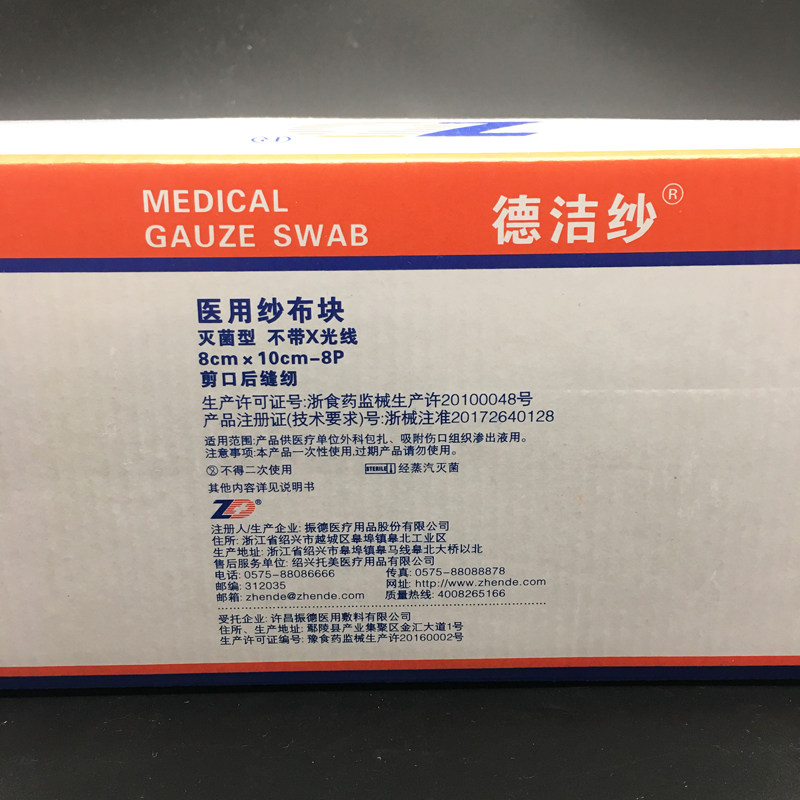 MEDICAL
GAUZE SWAB
德洁纱®
医用纱布块
灭菌型 不带X光线
8cm×10cm-8P
剪口后缝纫
生产许可证号:浙食药监械生产许20100048号
产品注册证(技术要求)号:浙械注准20172640128
适用范围:产品供医疗单位外科包扎、吸附伤口组织渗出液用。
注意事项:本产品一次性使用,过期产品请勿使用。
不得二次使用 STERILE 经蒸汽灭菌
其他内容详见说明书
ZD®
注册人/生产企业: 振德医疗用品股份有限公司
住所: 浙江省绍兴市越城区皋埠镇皋北工业区
生产地址: 浙江省绍兴市皋埠镇皋马线皋北大桥以北
售后服务单位: 绍兴托美医疗用品有限公司
电话: 0575-88086666 传真: 0575-88088878
邮编: 312035 网址: http://www.zhende.com
邮箱: zhende@zhende.com 质量热线: 4008265166
受托企业: 许昌振德医用敷料有限公司
住所、生产地址: 鄢陵县产业集聚区金汇大道1号
生产许可证编号: 豫食药监械生产许20160002号